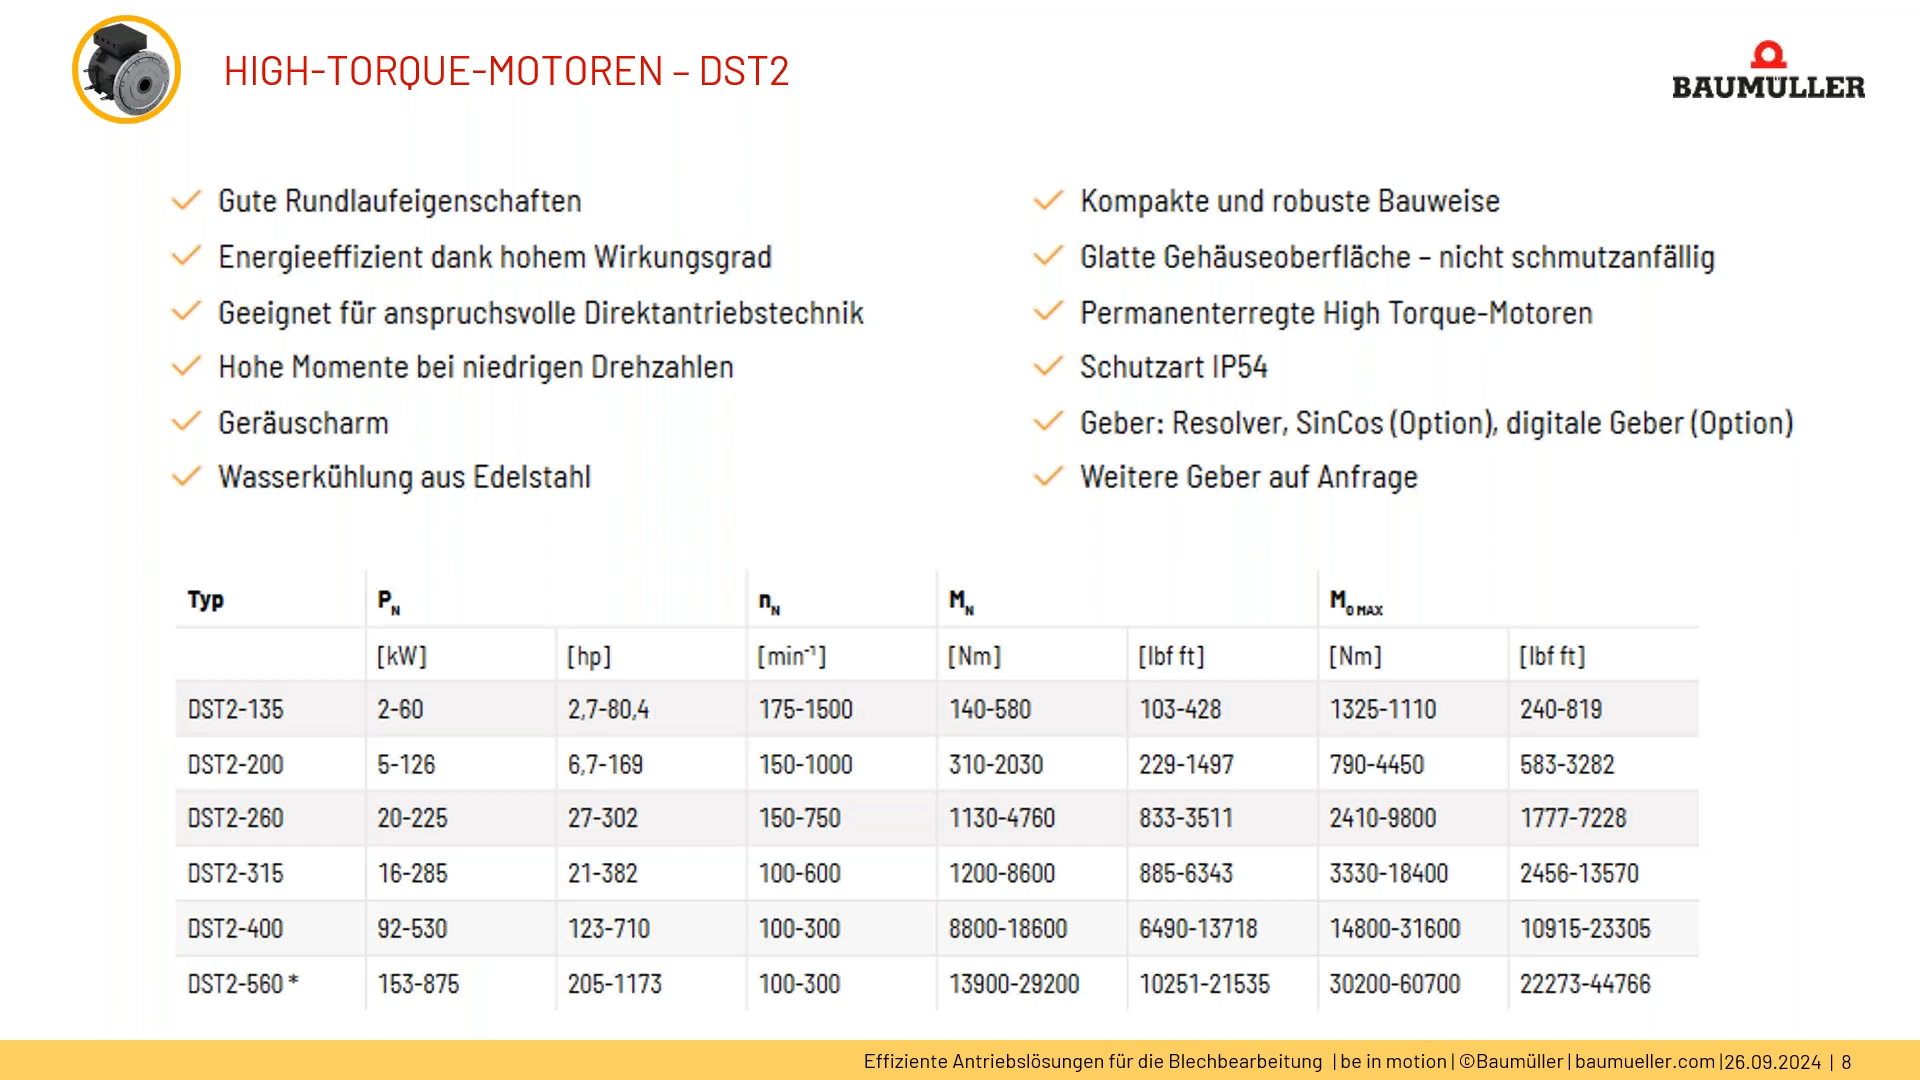 HIGH-TORQUE-MOTOREN – DST2
BAUMÜLLER
Gute Rundlaufeigenschaften
Energieeffizient dank hohem Wirkungsgrad
Geeignet für anspruchsvolle Direktantriebstechnik
Hohe Momente bei niedrigen Drehzahlen
Geräuscharm
Wasserkühlung aus Edelstahl
Kompakte und robuste Bauweise
Glatte Gehäuseoberfläche – nicht schmutzanfällig
Permanenterregte High Torque-Motoren
Schutzart IP54
Geber: Resolver, SinCos (Option), digitale Geber (Option)
Weitere Geber auf Anfrage
Typ P_N n_N M_N M_0 MAX
[kW] [hp] [min⁻¹] [Nm] [lbf ft] [Nm] [lbf ft]
DST2-135 2-60 2,7-80,4 175-1500 140-580 103-428 1325-1110 240-819
DST2-200 5-126 6,7-169 150-1000 310-2030 229-1497 790-4450 583-3282
DST2-260 20-225 27-302 150-750 1130-4760 833-3511 2410-9800 1777-7228
DST2-315 16-285 21-382 100-600 1200-8600 885-6343 3330-18400 2456-13570
DST2-400 92-530 123-710 100-300 8800-18600 6490-13718 14800-31600 10915-23305
DST2-560 * 153-875 205-1173 100-300 13900-29200 10251-21535 30200-60700 22273-44766
Effiziente Antriebslösungen für die Blechbearbeitung | be in motion | ©Baumüller | baumueller.com |26.09.2024 | 8